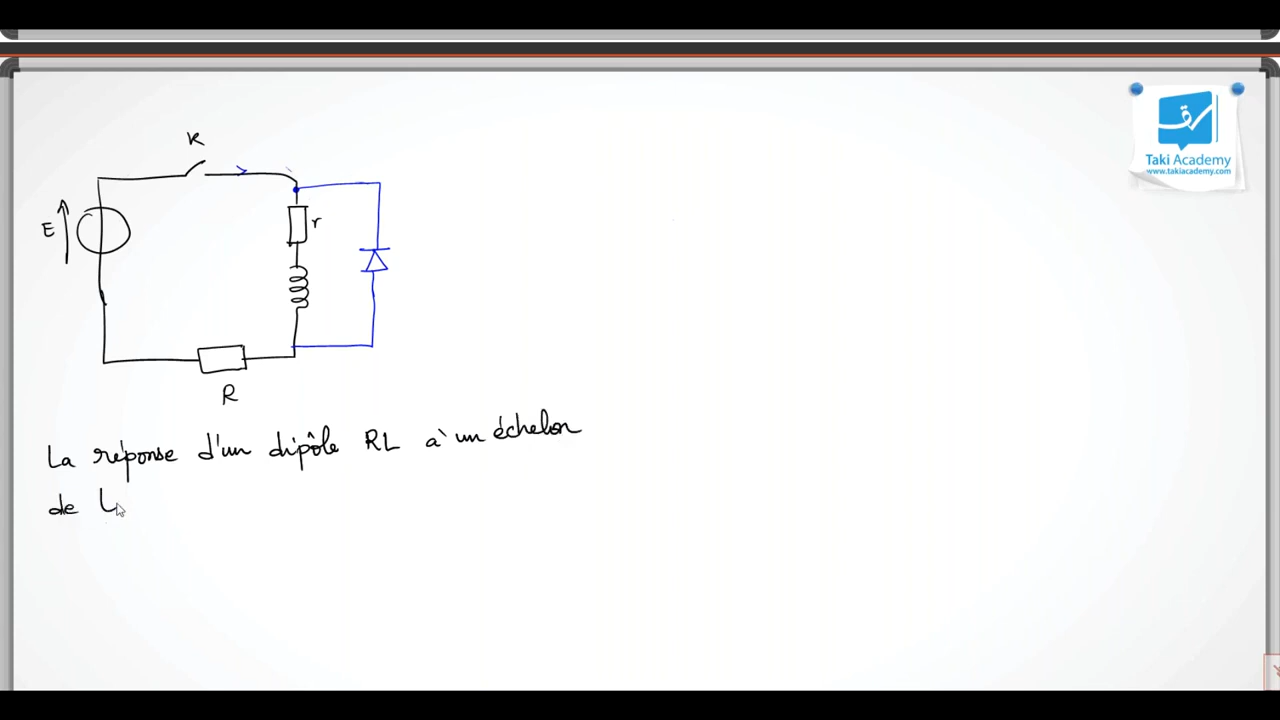 K
Taki Academy
www.takiacademy.com
E
r
R
La réponse d'un dipôle RL à un échelon
de